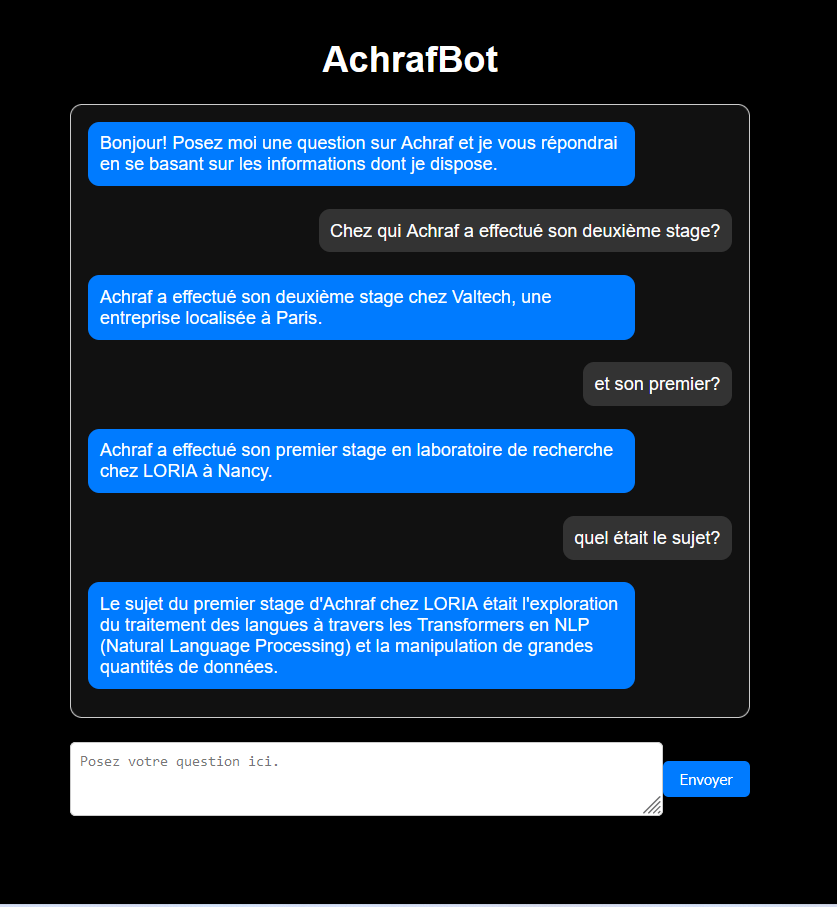 AchrafBot
Bonjour! Posez moi une question sur Achraf et je vous répondrai
en se basant sur les informations dont je dispose.
Chez qui Achraf a effectué son deuxième stage?
Achraf a effectué son deuxième stage chez Valtech, une
entreprise localisée à Paris.
et son premier?
Achraf a effectué son premier stage en laboratoire de recherche
chez LORIA à Nancy.
quel était le sujet?
Le sujet du premier stage d'Achraf chez LORIA était l'exploration
du traitement des langues à travers les Transformers en NLP
(Natural Language Processing) et la manipulation de grandes
quantités de données.
Posez votre question ici.
Envoyer